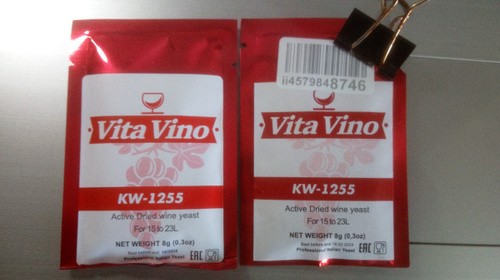 Vita Vino
KW-1255
Active Dried wine yeast
For 15 to 23L
NET WEIGHT 8g (0,3oz)
Professional Italian Yeast
EAC
ii4579848746
Vita Vino
KW-1255
Active Dried wine yeast
For 15 to 23L
NET WEIGHT 8g (0,3oz)
Professional Italian Yeast
EAC